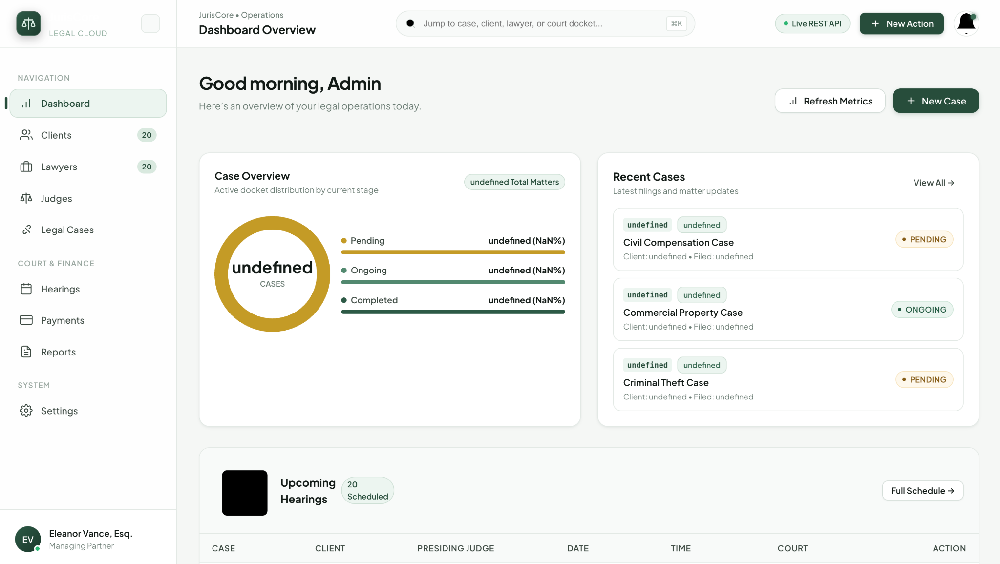 LEGAL CLOUD
JurisCore • Operations
Dashboard Overview
Jump to case, client, lawyer, or court docket...
⌘K
Live REST API
+ New Action
NAVIGATION
Dashboard
Clients 20
Lawyers 20
Judges
Legal Cases
COURT & FINANCE
Hearings
Payments
Reports
SYSTEM
Settings
EV
Eleanor Vance, Esq.
Managing Partner
Good morning, Admin
Here’s an overview of your legal operations today.
Refresh Metrics
+ New Case
Case Overview
Active docket distribution by current stage
undefined Total Matters
undefined
CASES
Pending undefined (NaN%)
Ongoing undefined (NaN%)
Completed undefined (NaN%)
Recent Cases
Latest filings and matter updates
View All →
undefined undefined
Civil Compensation Case
Client: undefined • Filed: undefined
• PENDING
undefined undefined
Commercial Property Case
Client: undefined • Filed: undefined
• ONGOING
undefined undefined
Criminal Theft Case
Client: undefined • Filed: undefined
• PENDING
Upcoming
Hearings
20
Scheduled
Full Schedule →
CASE CLIENT PRESIDING JUDGE DATE TIME COURT ACTION